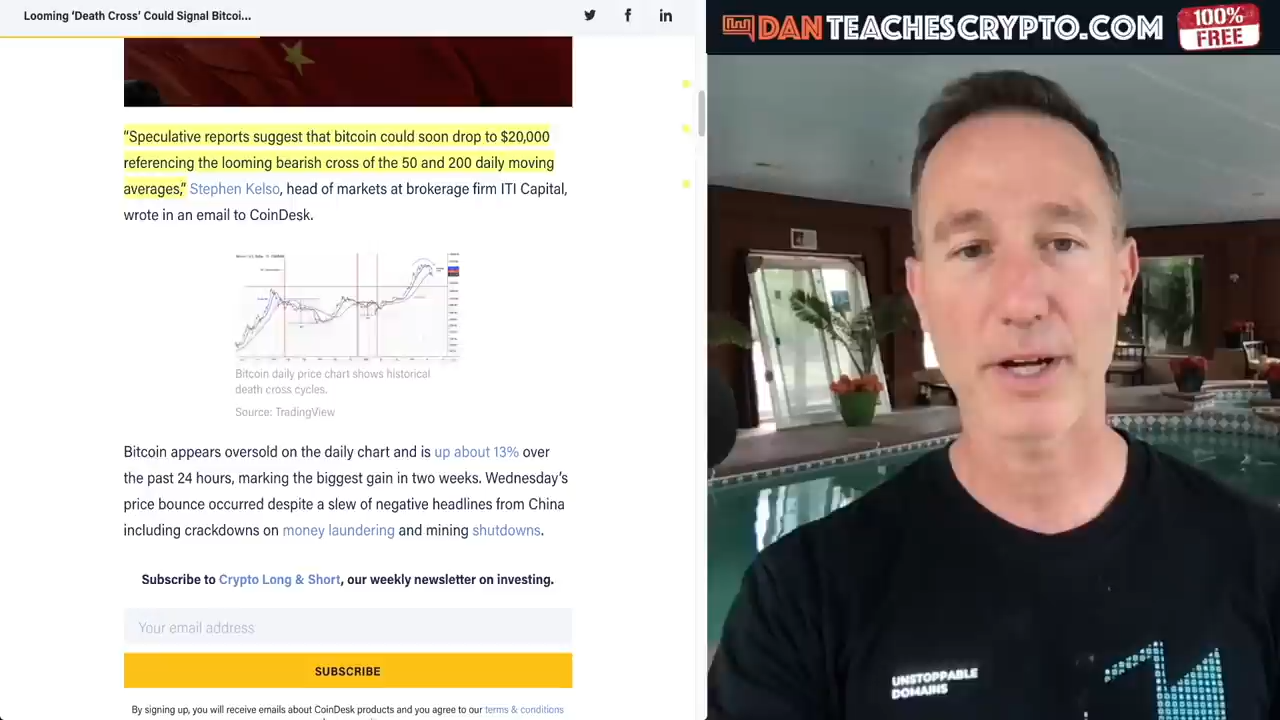 Looming ‘Death Cross’ Could Signal Bitcoi...
DANTEACHESCRYPTO.COM
100%
FREE
“Speculative reports suggest that bitcoin could soon drop to $20,000
referencing the looming bearish cross of the 50 and 200 daily moving
averages,” Stephen Kelso, head of markets at brokerage firm ITI Capital,
wrote in an email to CoinDesk.
Bitcoin daily price chart shows historical
death cross cycles.
Source: TradingView
Bitcoin appears oversold on the daily chart and is up about 13% over
the past 24 hours, marking the biggest gain in two weeks. Wednesday’s
price bounce occurred despite a slew of negative headlines from China
including crackdowns on money laundering and mining shutdowns.
Subscribe to Crypto Long & Short, our weekly newsletter on investing.
Your email address
SUBSCRIBE
By signing up, you will receive emails about CoinDesk products and you agree to our terms & conditions
UNSTOPPABLE
DOMAINS